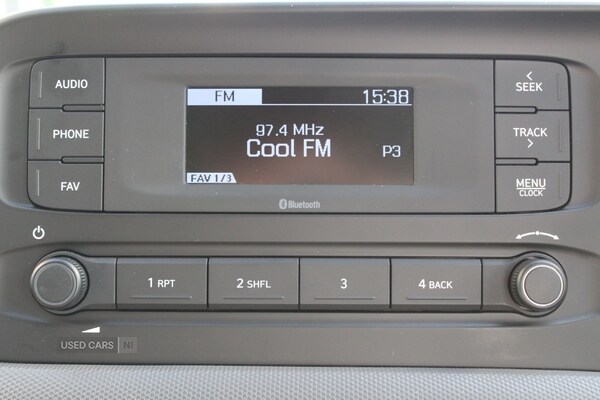 AUDIO
PHONE
FAV
FM 15:38
97.4 MHz
Cool FM P3
FAV 1/3
Bluetooth
< SEEK
TRACK >
MENU
CLOCK
1 RPT
2 SHFL
3
4 BACK
USED CARS NI